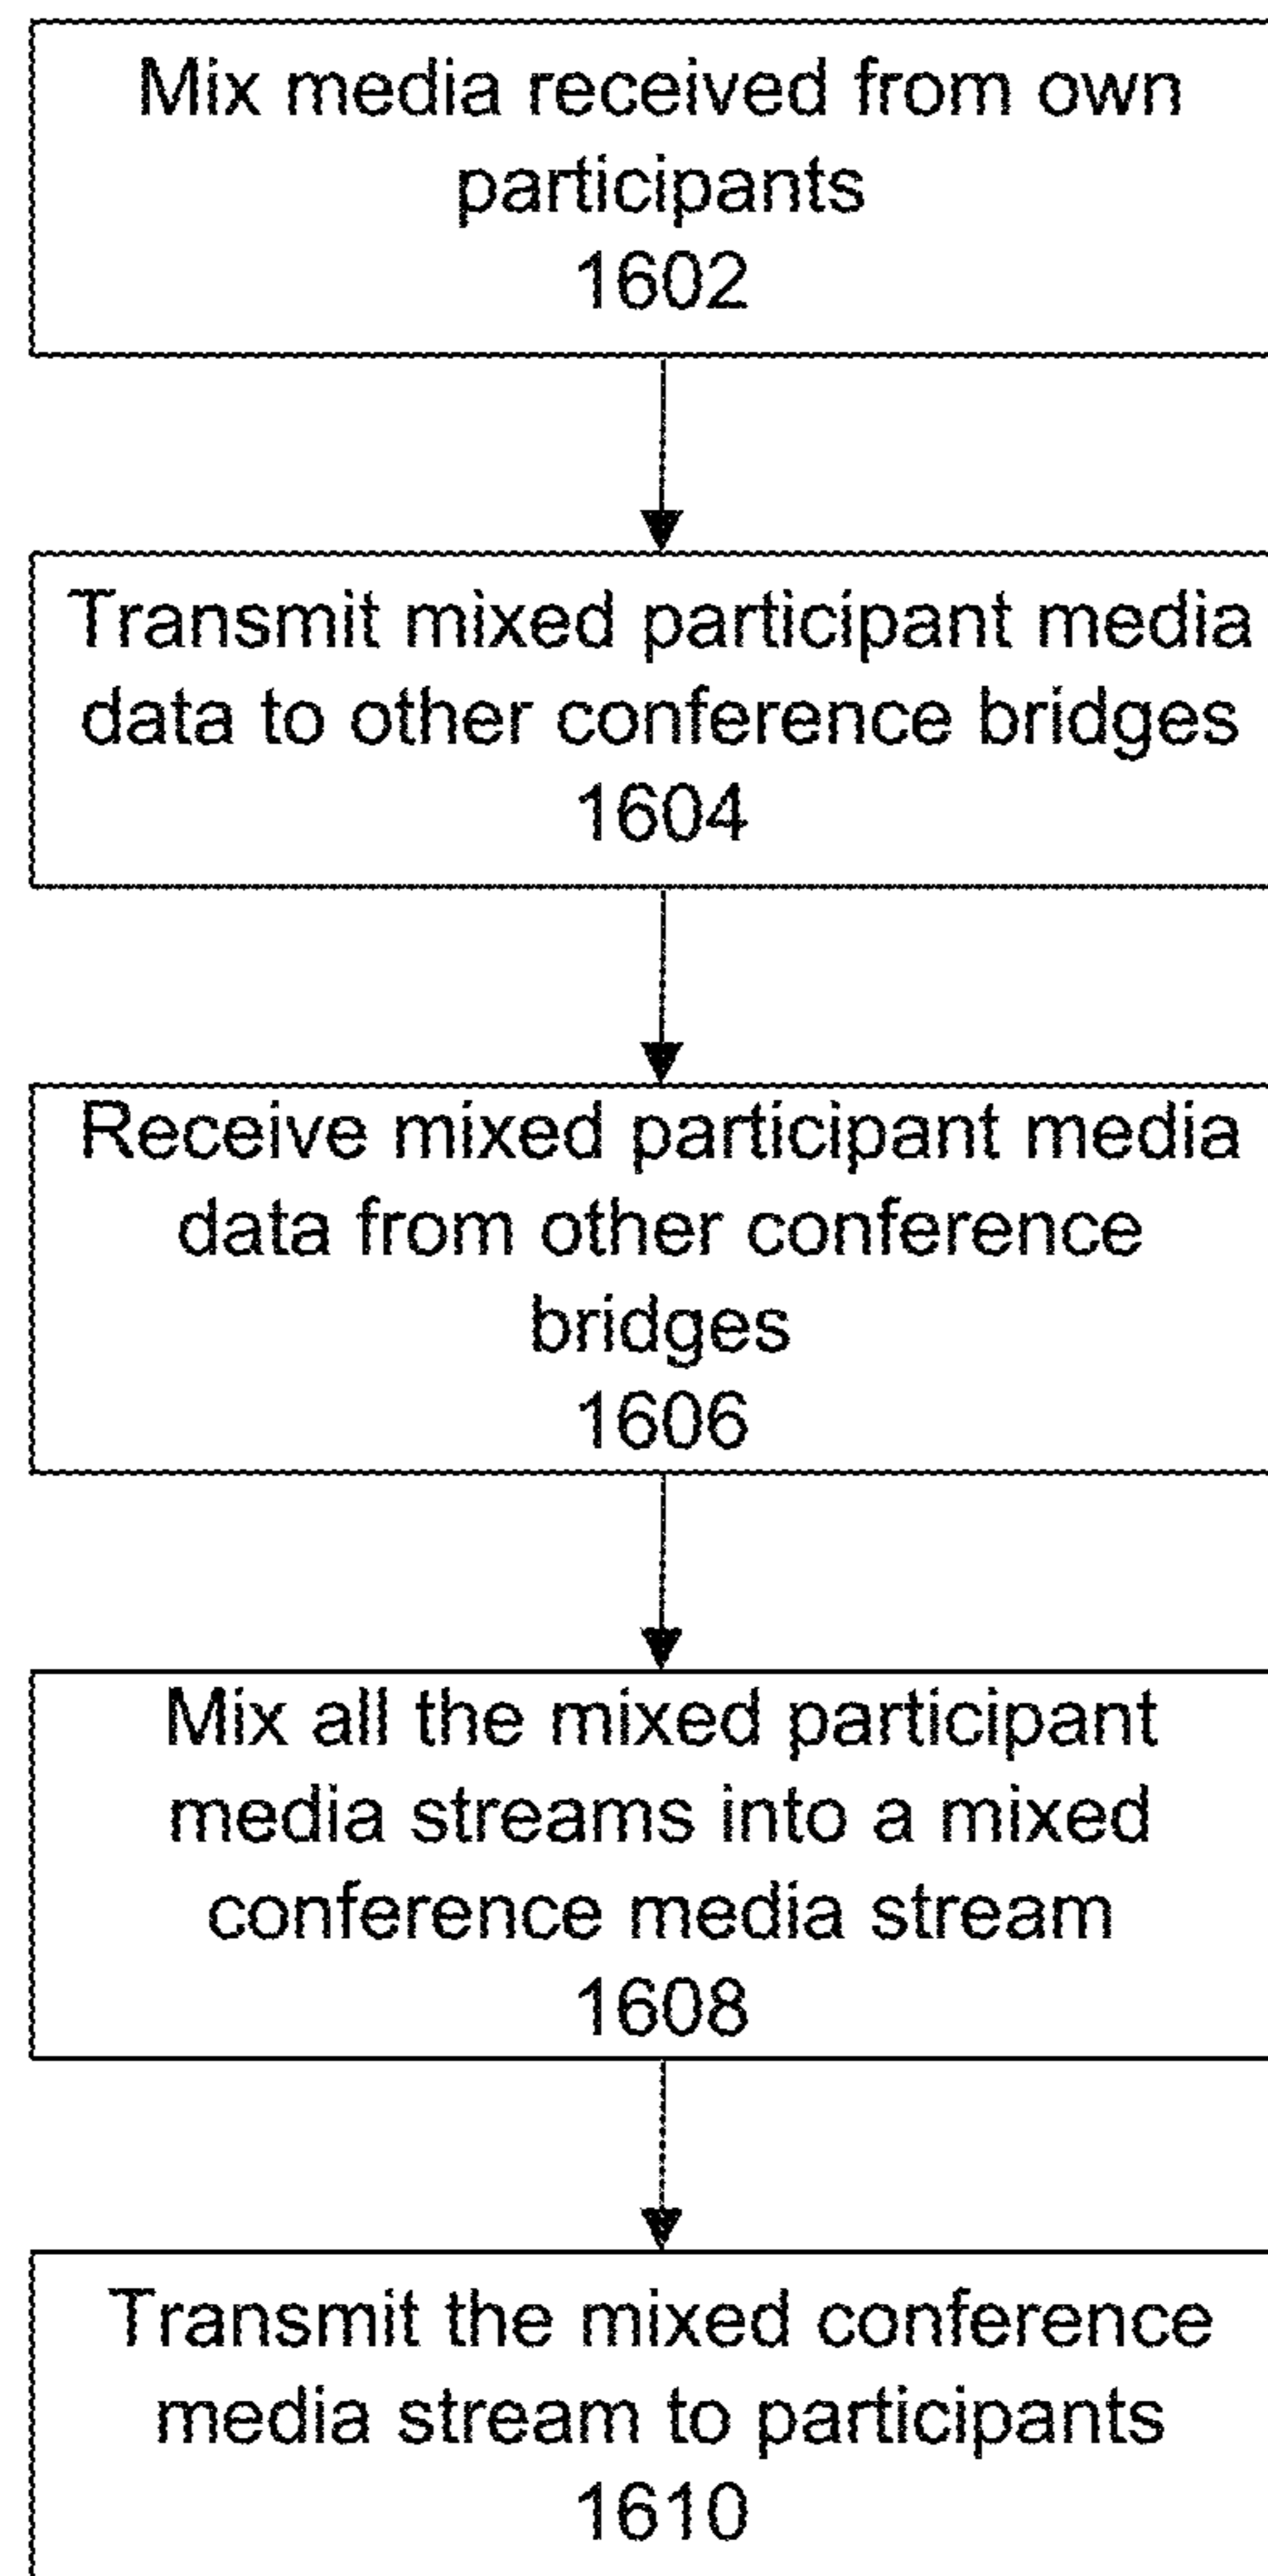 Mix media received from own
participants
1602
Transmit mixed participant media
data to other conference bridges
1604
Receive mixed participant media
data from other conference
bridges
1606
Mix all the mixed participant
media streams into a mixed
conference media stream
1608
Transmit the mixed conference
media stream to participants
1610